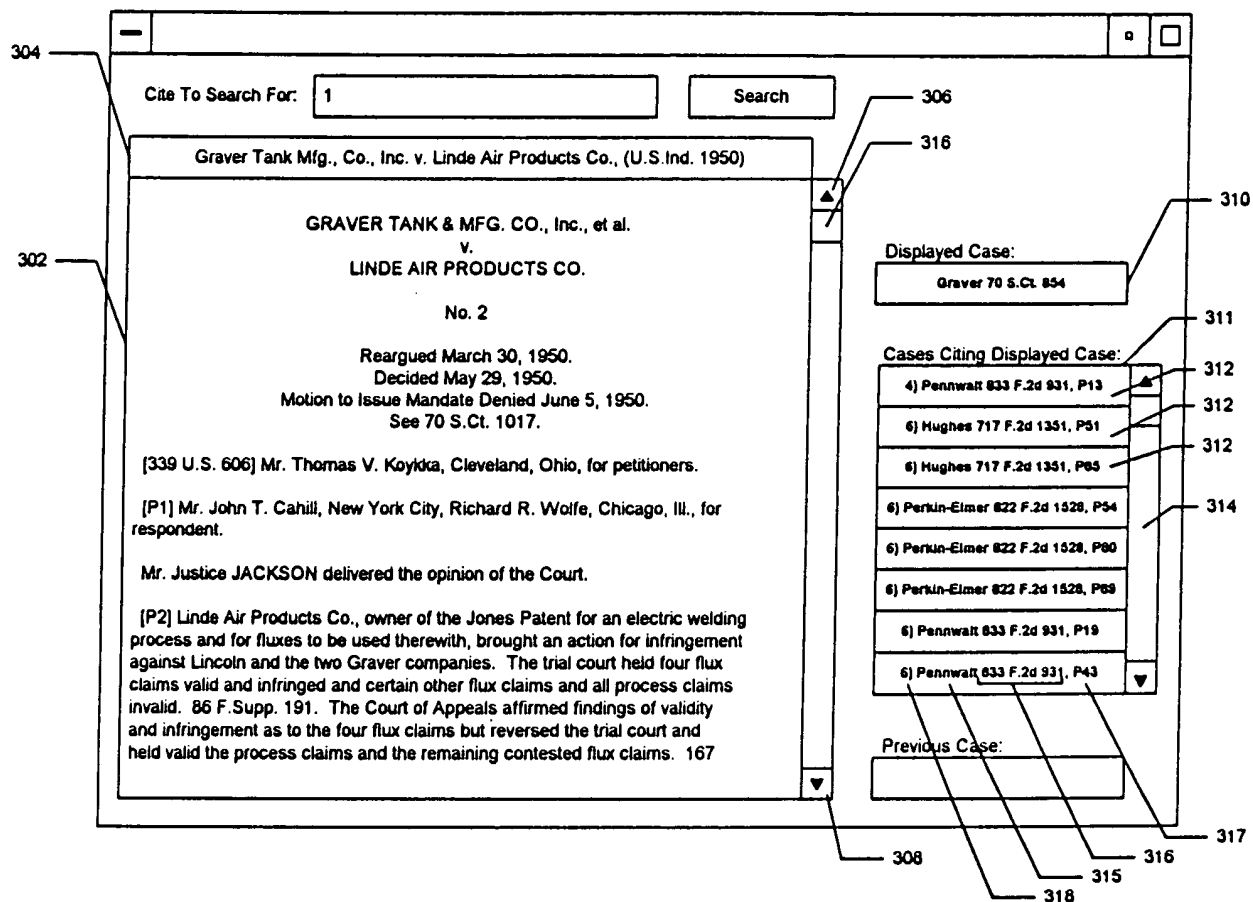 304
Cite To Search For:
1
Search
306
316
Graver Tank Mfg., Co., Inc. v. Linde Air Products Co., (U.S.Ind. 1950)
GRAVER TANK & MFG. CO., Inc., et al.
v.
LINDE AIR PRODUCTS CO.
No. 2
Reargued March 30, 1950.
Decided May 29, 1950.
Motion to Issue Mandate Denied June 5, 1950.
See 70 S.Ct. 1017.
[339 U.S. 606] Mr. Thomas V. Koykka, Cleveland, Ohio, for petitioners.
[P1] Mr. John T. Cahill, New York City, Richard R. Wolfe, Chicago, Ill., for
respondent.
Mr. Justice JACKSON delivered the opinion of the Court.
[P2] Linde Air Products Co., owner of the Jones Patent for an electric welding
process and for fluxes to be used therewith, brought an action for infringement
against Lincoln and the two Graver companies. The trial court held four flux
claims valid and infringed and certain other flux claims and all process claims
invalid. 86 F.Supp. 191. The Court of Appeals affirmed findings of validity
and infringement as to the four flux claims but reversed the trial court and
held valid the process claims and the remaining contested flux claims. 167
302
310
Displayed Case:
Graver 70 S.Ct. 854
311
Cases Citing Displayed Case:
312
4) Pennwalt 833 F.2d 931, P13
312
6) Hughes 717 F.2d 1351, P51
312
6) Hughes 717 F.2d 1351, P65
6) Perkin-Elmer 822 F.2d 1528, P54
314
6) Perkin-Elmer 822 F.2d 1528, P60
6) Perkin-Elmer 822 F.2d 1528, P69
6) Pennwalt 833 F.2d 931, P19
6) Pennwalt 833 F.2d 931, P43
Previous Case:
317
316
308
315
318